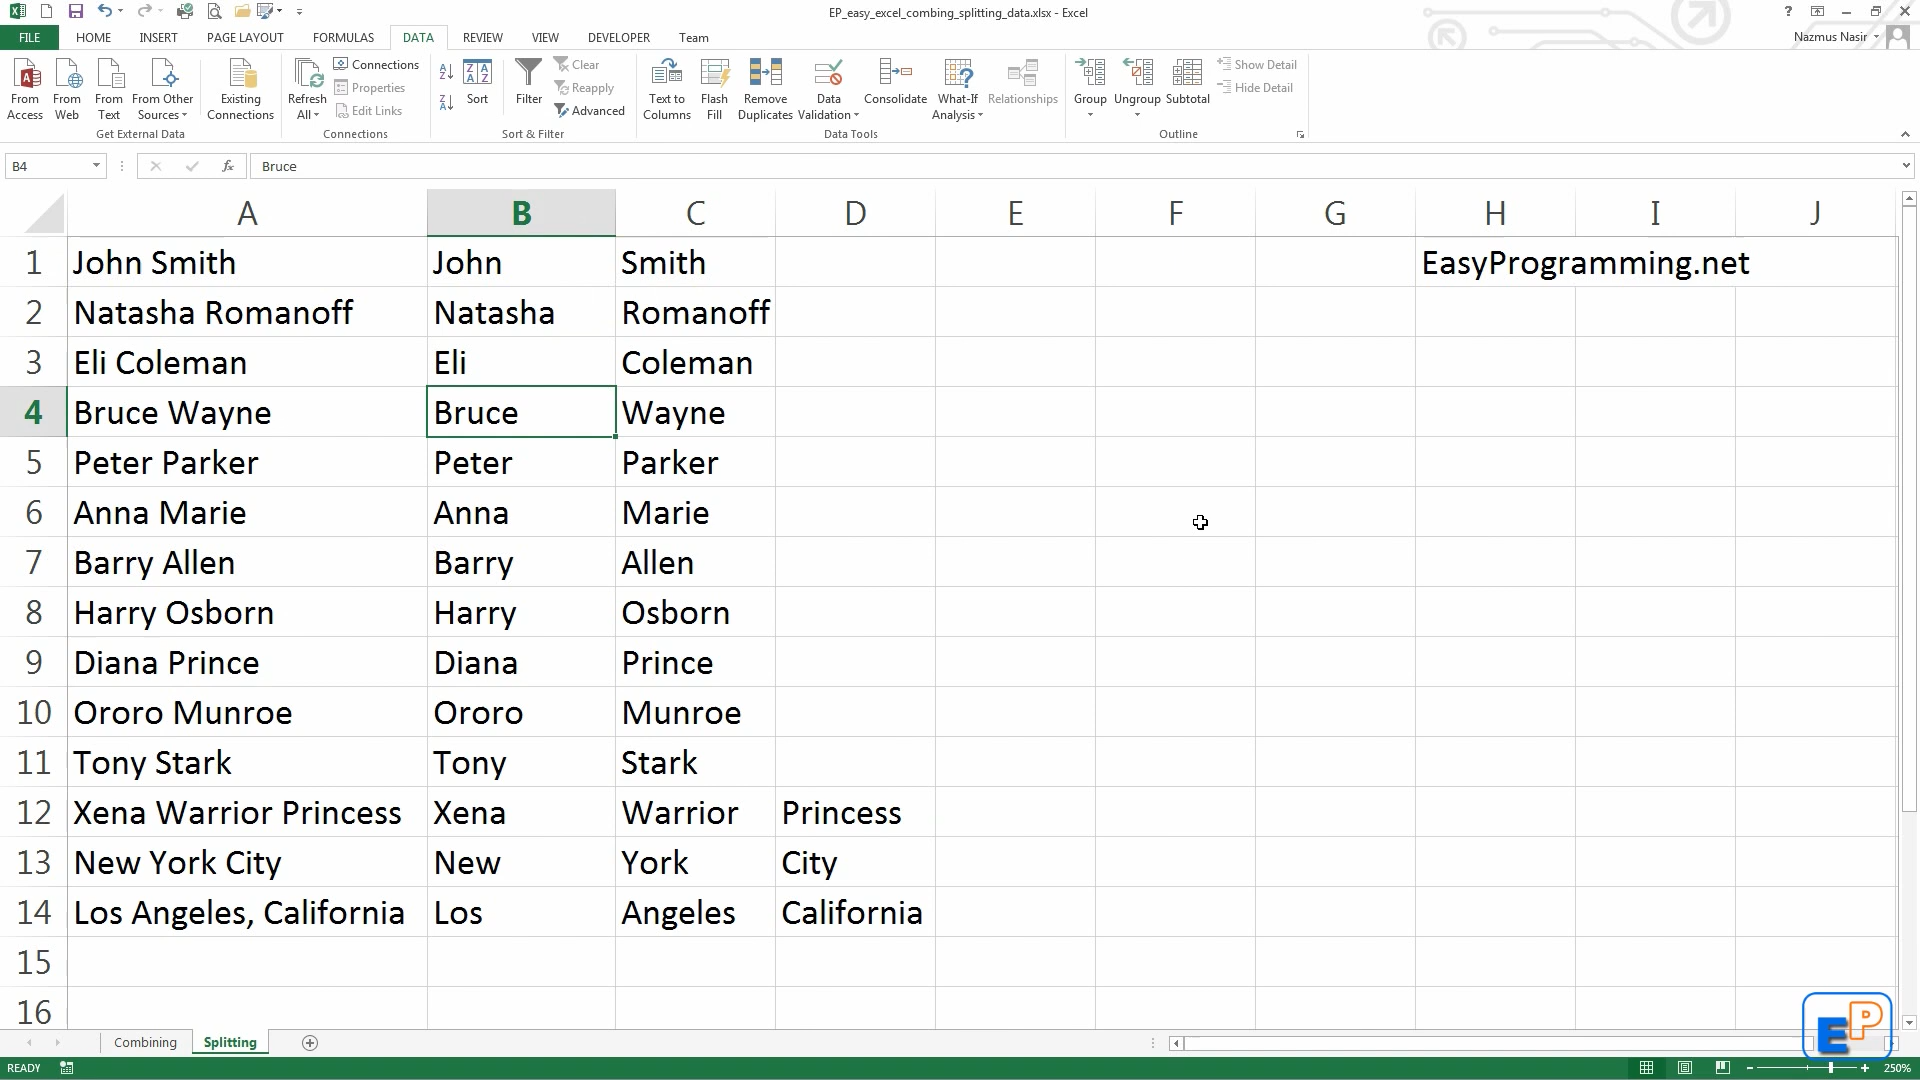 EP_easy_excel_combing_splitting_data.xlsx - Excel
?
FILE HOME INSERT PAGE LAYOUT FORMULAS DATA REVIEW VIEW DEVELOPER Team
Nazmus Nasir
From Access
From Web
From Text
From Other Sources
Existing Connections
Get External Data
Refresh All
Connections
Properties
Edit Links
Connections
Sort
Filter
Clear
Reapply
Advanced
Sort & Filter
Text to Columns
Flash Fill
Remove Duplicates
Data Validation
Consolidate
What-If Analysis
Relationships
Data Tools
Group
Ungroup
Subtotal
Show Detail
Hide Detail
Outline
B4 fx Bruce
A B C D E F G H I J
1 John Smith John Smith EasyProgramming.net
2 Natasha Romanoff Natasha Romanoff
3 Eli Coleman Eli Coleman
4 Bruce Wayne Bruce Wayne
5 Peter Parker Peter Parker
6 Anna Marie Anna Marie
7 Barry Allen Barry Allen
8 Harry Osborn Harry Osborn
9 Diana Prince Diana Prince
10 Ororo Munroe Ororo Munroe
11 Tony Stark Tony Stark
12 Xena Warrior Princess Xena Warrior Princess
13 New York City New York City
14 Los Angeles, California Los Angeles California
15
16
Combining Splitting
EP
READY
250%